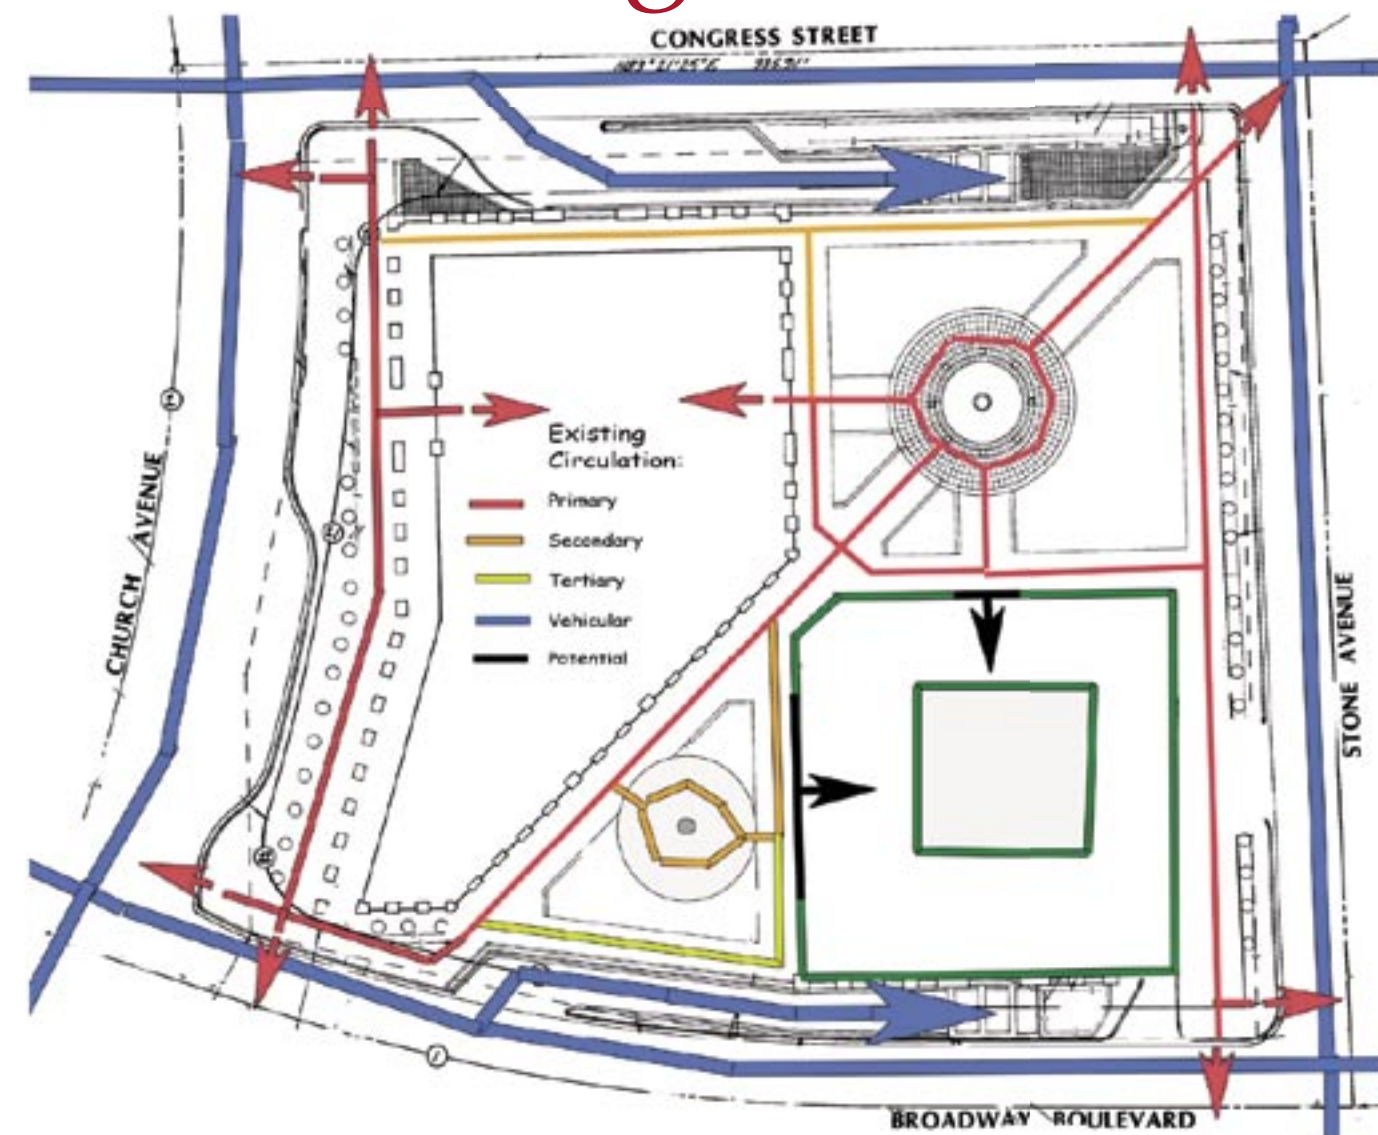 CONGRESS STREET
Existing
Circulation:
Primary
Secondary
Tertiary
Vehicular
Potential
CHURCH AVENUE
STONE AVENUE
BROADWAY BOULEVARD